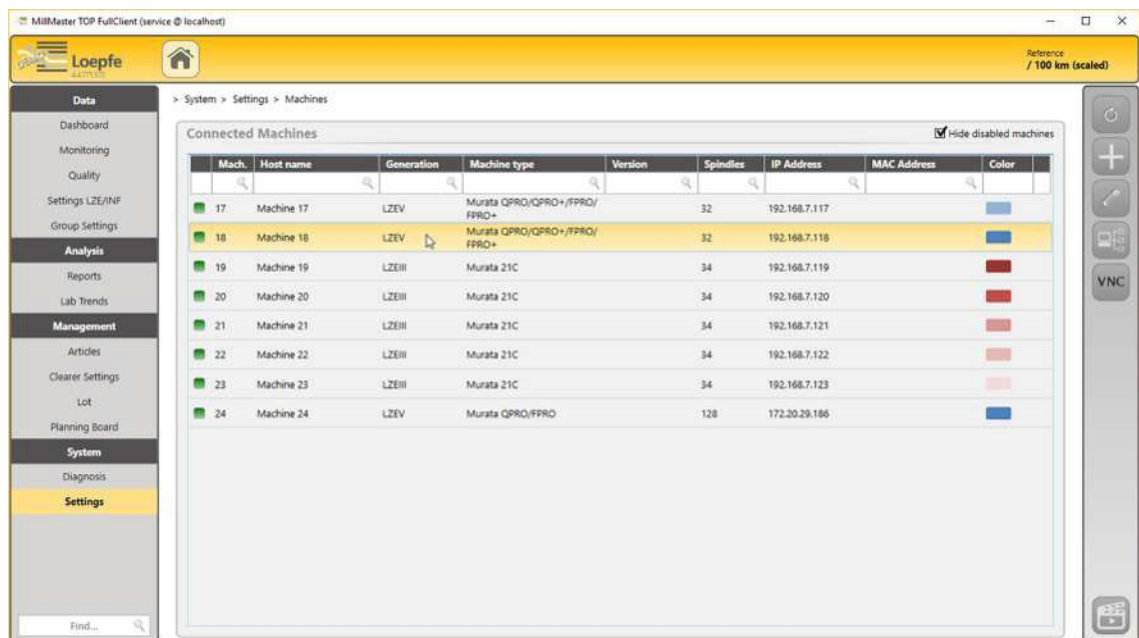 MillMaster TOP FullClient (service @ localhost)
Loepfe
Reference
/ 100 km (scaled)
Data
Dashboard
Monitoring
Quality
Settings LZE/INF
Group Settings
Analysis
Reports
Lab Trends
Management
Articles
Clearer Settings
Lot
Planning Board
System
Diagnosis
Settings
Find...
> System > Settings > Machines
Connected Machines
Hide disabled machines
Mach. Host name Generation Machine type Version Spindles IP Address MAC Address Color
17 Machine 17 LZEV Murata QPRO/QPRO+/FPRO/ 32 192.168.7.117
FPRO+
18 Machine 18 LZEV Murata QPRO/QPRO+/FPRO/ 32 192.168.7.118
FPRO+
19 Machine 19 LZEIII Murata 21C 34 192.168.7.119
20 Machine 20 LZEIII Murata 21C 34 192.168.7.120
21 Machine 21 LZEIII Murata 21C 34 192.168.7.121
22 Machine 22 LZEIII Murata 21C 34 192.168.7.122
23 Machine 23 LZEIII Murata 21C 34 192.168.7.123
24 Machine 24 LZEV Murata QPRO/FPRO 128 172.20.29.186
VNC